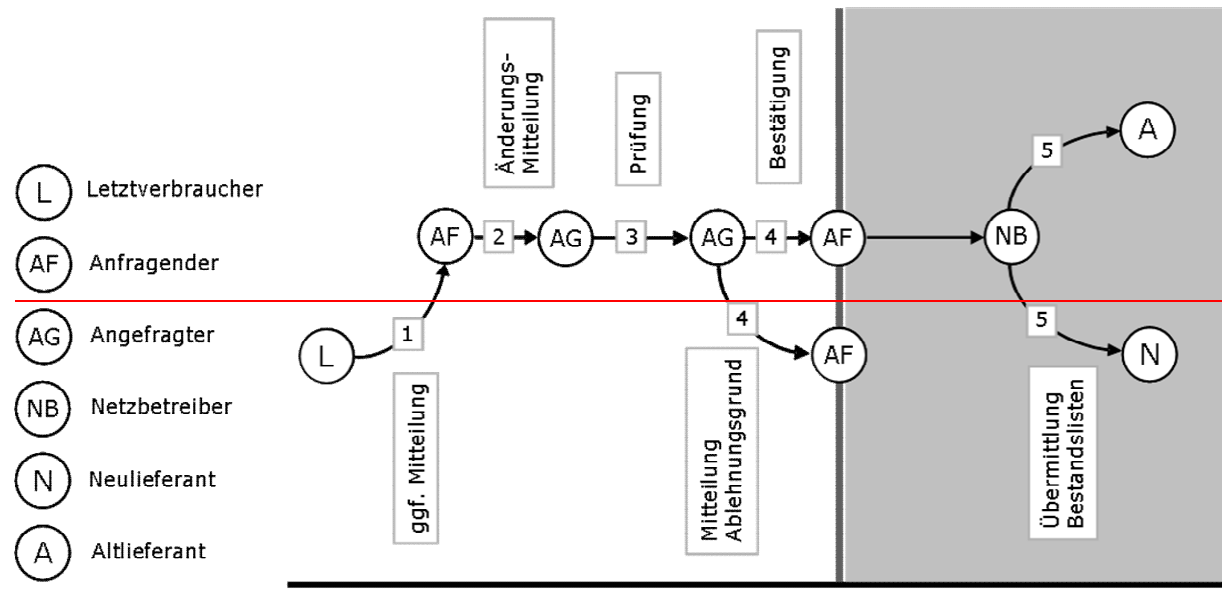 L Letztverbraucher
AF Anfragender
AG Angefragter
NB Netzbetreiber
N Neulieferant
A Altlieferant
L
1
ggf. Mitteilung
AF
2
Änderungs-
Mitteilung
AG
3
Prüfung
AG
4
Bestätigung
AF
4
Mitteilung
Ablehnungsgrund
AF
NB
5
A
5
N
Übermittlung
Bestandslisten